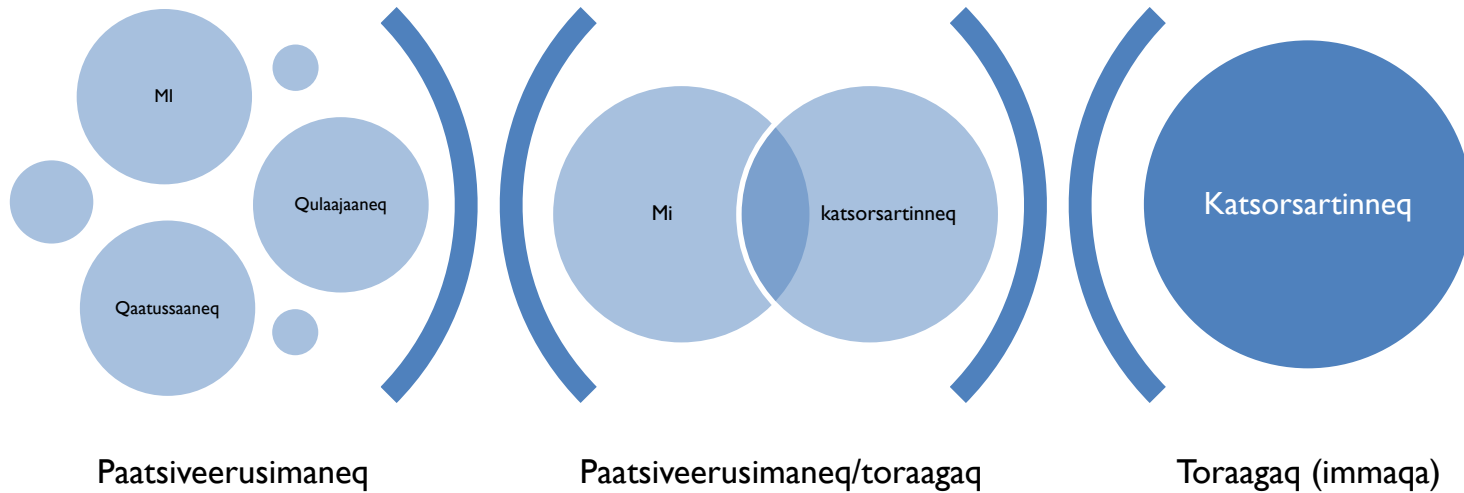 MI
Qulaajaaneq
Qaatussaaneq
Mi
katsorsartinneq
Katsorsartinneq
Paatsiveerusimaneq
Paatsiveerusimaneq/toraagaq
Toraagaq (immaqa)